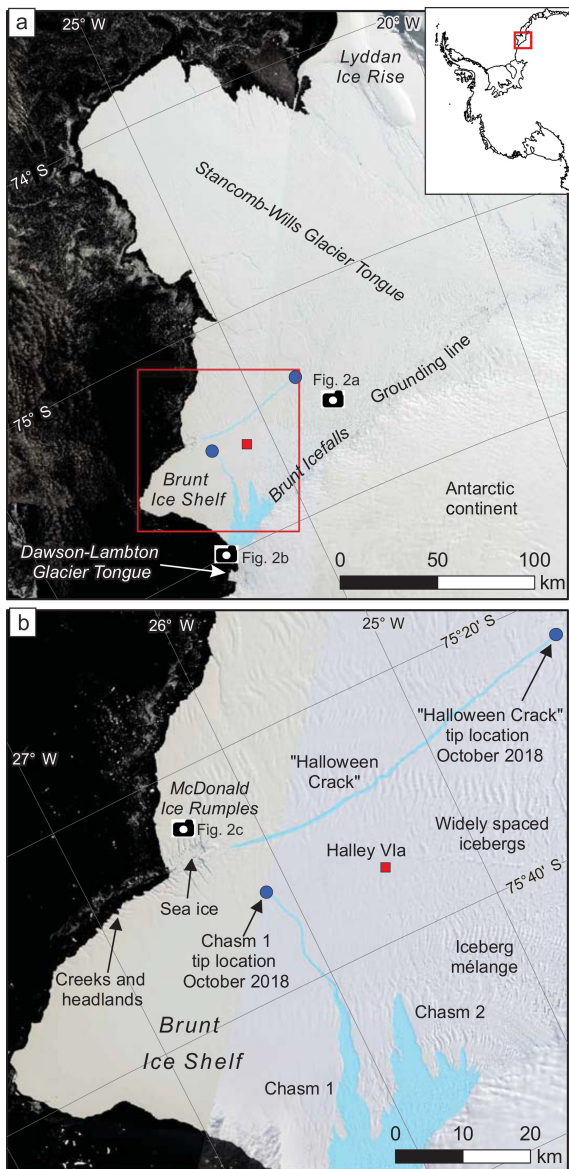 a
25° W
20° W
Lyddan
Ice Rise
74° S
Stancomb-Wills Glacier Tongue
75° S
Fig. 2a
Grounding line
Brunt Icefalls
Brunt
Ice Shelf
Antarctic
continent
Dawson-Lambton
Glacier Tongue
Fig. 2b
0 50 100
km
b
26° W
25° W
75°20' S
27° W
"Halloween Crack"
tip location
October 2018
"Halloween
Crack"
McDonald
Ice Rumples
Fig. 2c
Widely spaced
icebergs
Halley VIa
75°40' S
Sea ice
Chasm 1
tip location
October 2018
Creeks and
headlands
Iceberg
mélange
Brunt
Ice Shelf
Chasm 2
Chasm 1
0 10 20
km